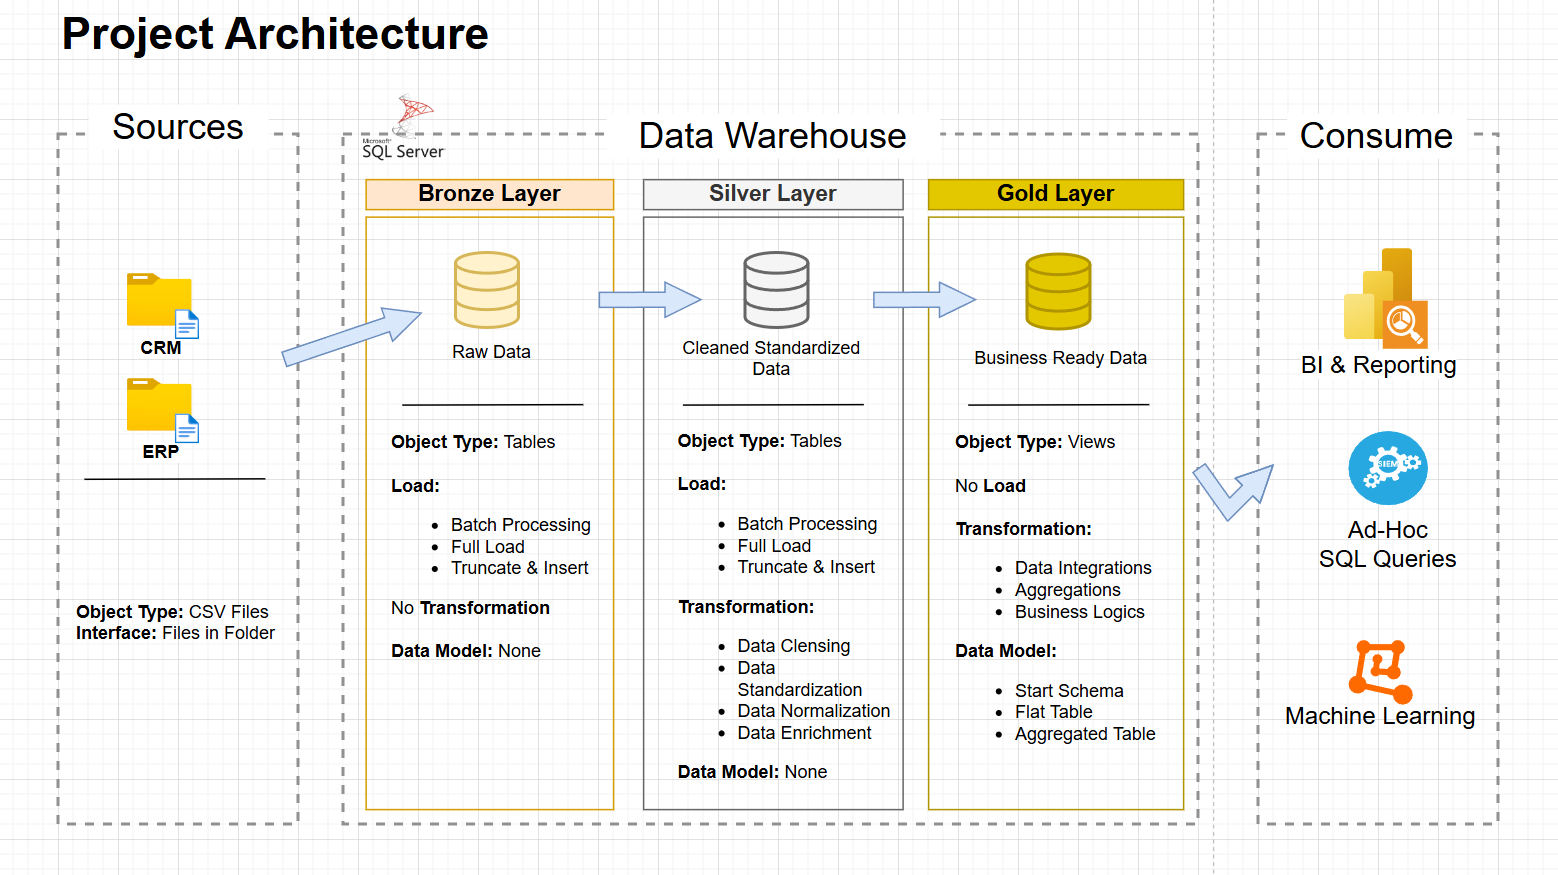 Project Architecture
Sources
CRM
ERP
Object Type: CSV Files
Interface: Files in Folder
Microsoft®
SQL Server
Data Warehouse
Bronze Layer
Raw Data
Object Type: Tables
Load:
• Batch Processing
• Full Load
• Truncate & Insert
No Transformation
Data Model: None
Silver Layer
Cleaned Standardized
Data
Object Type: Tables
Load:
• Batch Processing
• Full Load
• Truncate & Insert
Transformation:
• Data Clensing
• Data
Standardization
• Data Normalization
• Data Enrichment
Data Model: None
Gold Layer
Business Ready Data
Object Type: Views
No Load
Transformation:
• Data Integrations
• Aggregations
• Business Logics
Data Model:
• Start Schema
• Flat Table
• Aggregated Table
Consume
BI & Reporting
SIEM
Ad-Hoc
SQL Queries
Machine Learning